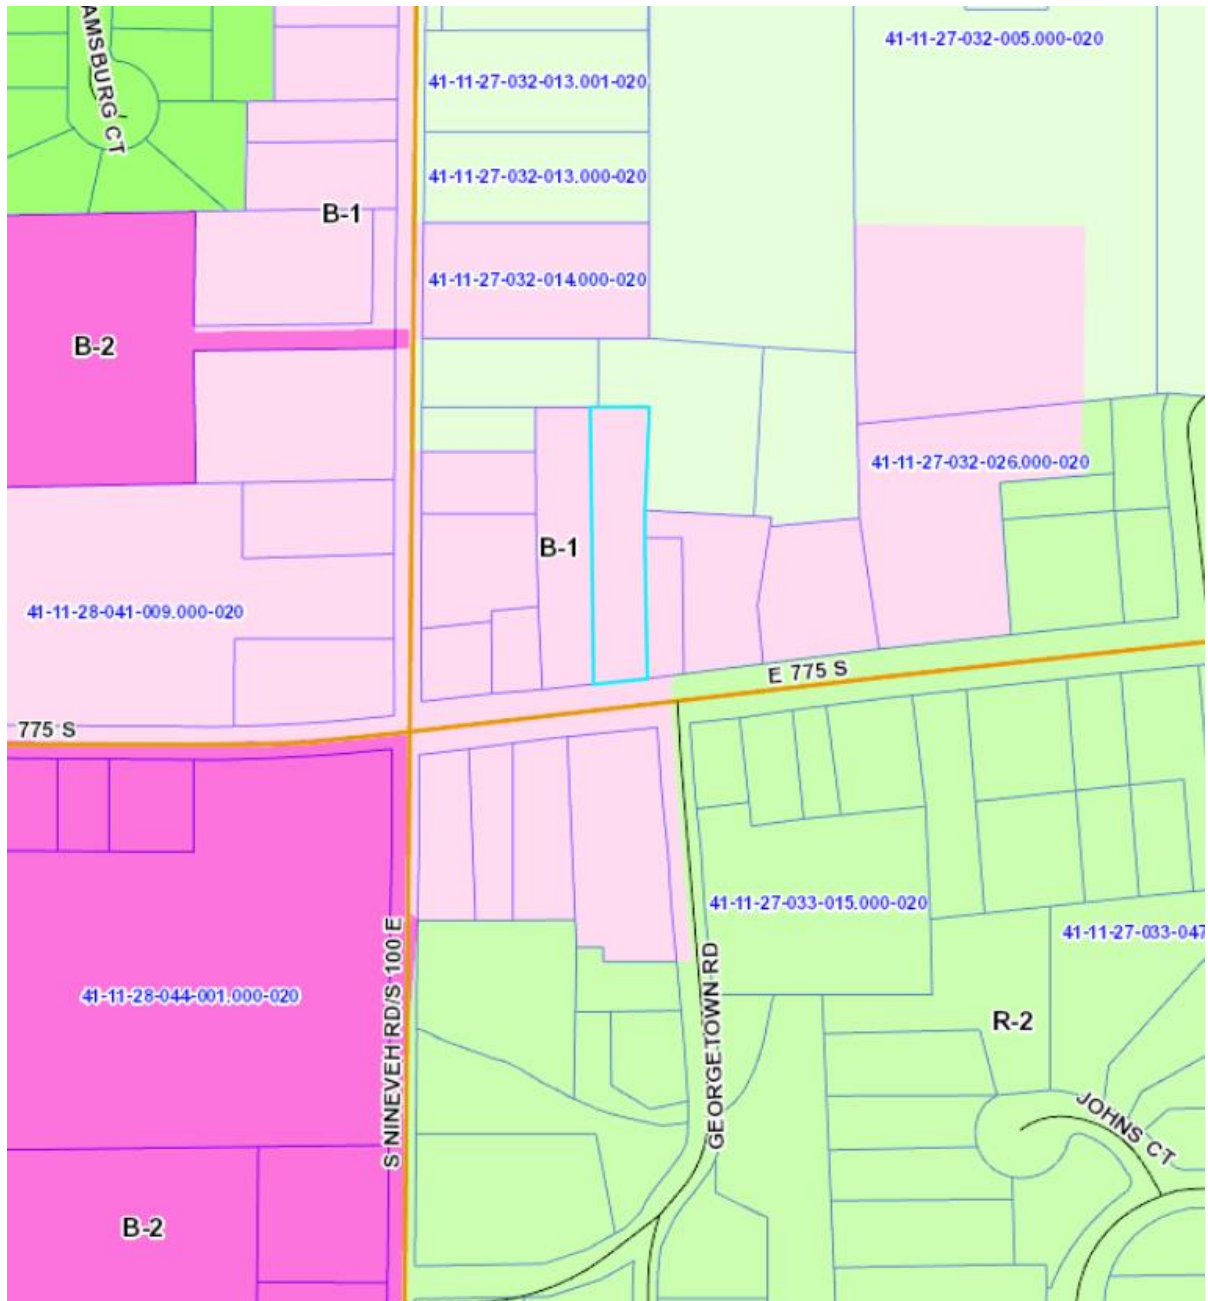 AMSBURG CT
41-11-27-032-005.000-020
41-11-27-032-013.001-020
41-11-27-032-013.000-020
B-1
41-11-27-032-014.000-020
B-2
41-11-27-032-026.000-020
B-1
41-11-28-041-009.000-020
E 775 S
775 S
41-11-27-033-015.000-020
41-11-27-033-047
S NINEVEH RD/S 100 E
GEORGETOWN RD
41-11-28-044-001.000-020
R-2
JOHNS CT
B-2